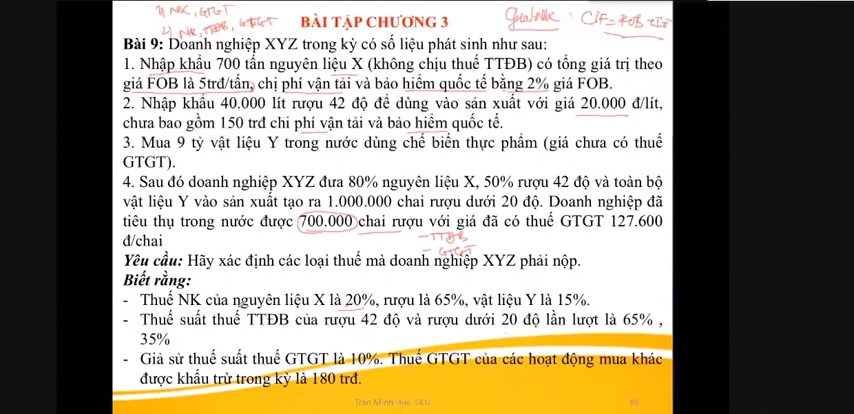 1) NK, GTGT
2) NK, TTĐB, GTGT
BÀI TẬP CHƯƠNG 3
Giá NK : CIF = FOB +I+F
Bài 9: Doanh nghiệp XYZ trong kỳ có số liệu phát sinh như sau:
1. Nhập khẩu 700 tấn nguyên liệu X (không chịu thuế TTĐB) có tổng giá trị theo
giá FOB là 5trđ/tấn, chị phí vận tải và bảo hiểm quốc tế bằng 2% giá FOB.
2. Nhập khẩu 40.000 lít rượu 42 độ để dùng vào sản xuất với giá 20.000 đ/lít,
chưa bao gồm 150 trđ chi phí vận tải và bảo hiểm quốc tế.
3. Mua 9 tỷ vật liệu Y trong nước dùng chế biến thực phẩm (giá chưa có thuế
GTGT).
4. Sau đó doanh nghiệp XYZ đưa 80% nguyên liệu X, 50% rượu 42 độ và toàn bộ
vật liệu Y vào sản xuất tạo ra 1.000.000 chai rượu dưới 20 độ. Doanh nghiệp đã
tiêu thụ trong nước được 700.000 chai rượu với giá đã có thuế GTGT 127.600
đ/chai
- TTĐB
- GTGT
Yêu cầu: Hãy xác định các loại thuế mà doanh nghiệp XYZ phải nộp.
Biết rằng:
- Thuế NK của nguyên liệu X là 20%, rượu là 65%, vật liệu Y là 15%.
- Thuế suất thuế TTĐB của rượu 42 độ và rượu dưới 20 độ lần lượt là 65% ,
35%
- Giả sử thuế suất thuế GTGT là 10%. Thuế GTGT của các hoạt động mua khác
được khấu trừ trong kỳ là 180 trđ.